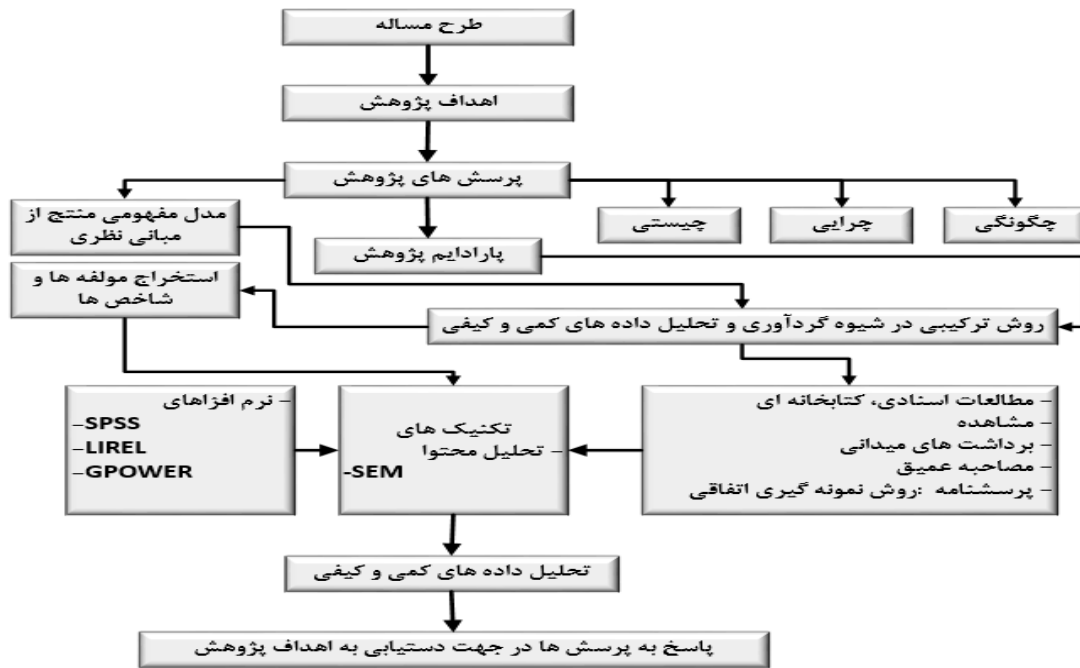 طرح مساله
اهداف پژوهش
پرسش های پژوهش
چیستی
چرایی
چگونگی
مدل مفهومی منتج از
مبانی نظری
پارادایم پژوهش
استخراج مولفه ها و
شاخص ها
روش ترکیبی در شیوه گردآوری و تحلیل داده های کمی و کیفی
- مطالعات اسنادی، کتابخانه ای
- مشاهده
- برداشت های میدانی
- مصاحبه عمیق
- پرسشنامه :روش نمونه گیری اتفاقی
تکنیک های
- تحلیل محتوا
-SEM
- نرم افزاهای
-SPSS
-LIREL
-GPOWER
تحلیل داده های کمی و کیفی
پاسخ به پرسش ها در جهت دستیابی به اهداف پژوهش